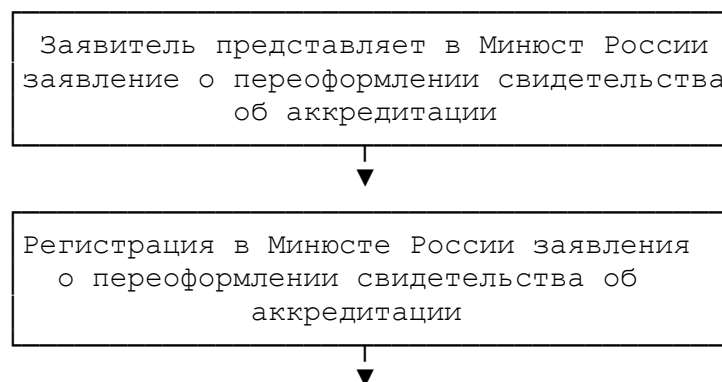 Заявитель представляет в Минюст России
заявление о переоформлении свидетельства
об аккредитации
Регистрация в Минюсте России заявления
о переоформлении свидетельства об
аккредитации